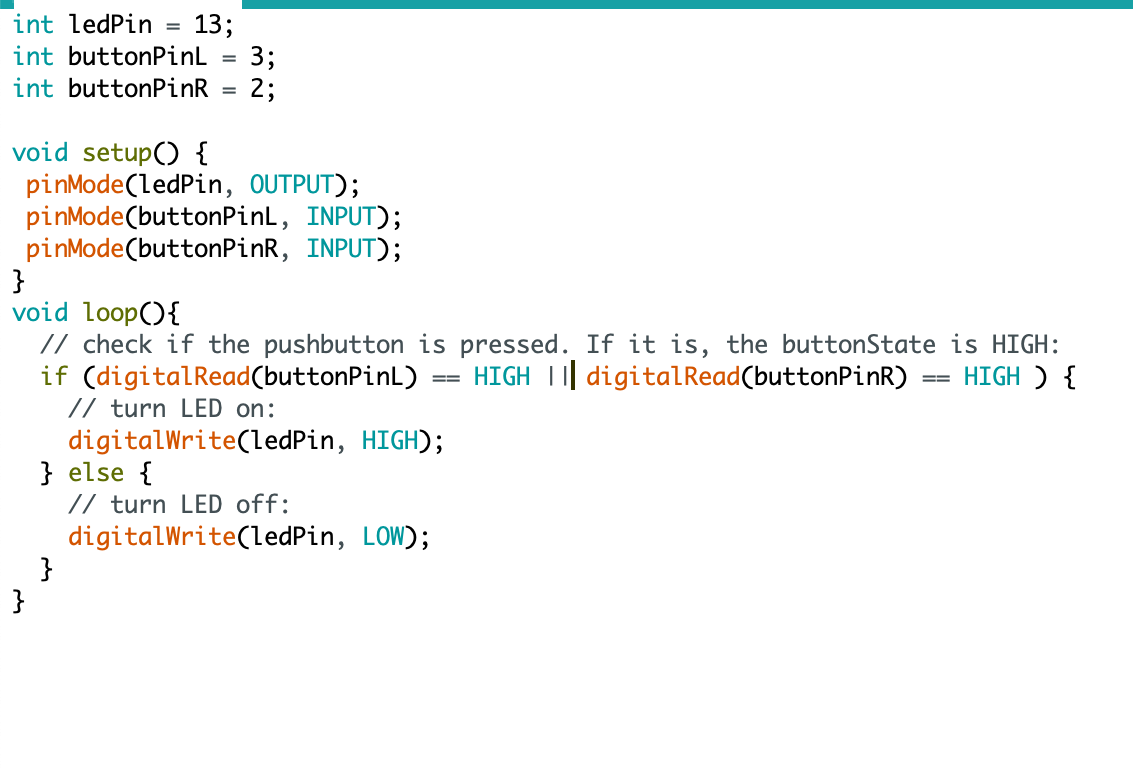 int ledPin = 13;
int buttonPinL = 3;
int buttonPinR = 2;

void setup() {
 pinMode(ledPin, OUTPUT);
 pinMode(buttonPinL, INPUT);
 pinMode(buttonPinR, INPUT);
}
void loop(){
  // check if the pushbutton is pressed. If it is, the buttonState is HIGH:
  if (digitalRead(buttonPinL) == HIGH || digitalRead(buttonPinR) == HIGH ) {
    // turn LED on:
    digitalWrite(ledPin, HIGH);
  } else {
    // turn LED off:
    digitalWrite(ledPin, LOW);
  }
}